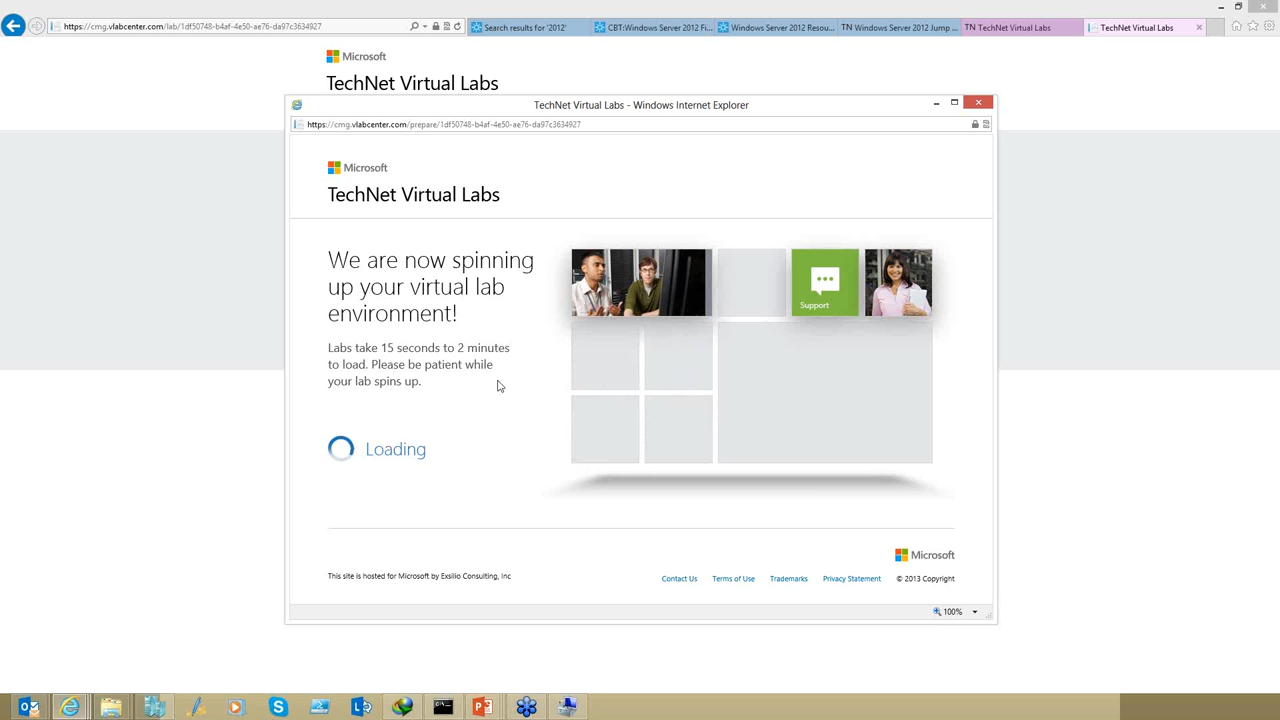 https://cmg.vlabcenter.com/lab/1df50748-b4af-4e50-ae76-da97c3634927
Search results for '2012'
CBT:Windows Server 2012 Fi...
Windows Server 2012 Resou...
TN Windows Server 2012 Jump ...
TN TechNet Virtual Labs
TechNet Virtual Labs
Microsoft
TechNet Virtual Labs
TechNet Virtual Labs - Windows Internet Explorer
https://cmg.vlabcenter.com/prepare/1df50748-b4af-4e50-ae76-da97c3634927
Microsoft
TechNet Virtual Labs
We are now spinning
up your virtual lab
environment!
Labs take 15 seconds to 2 minutes
to load. Please be patient while
your lab spins up.
Loading
Support
Microsoft
This site is hosted for Microsoft by Exsilio Consulting, Inc
Contact Us
Terms of Use
Trademarks
Privacy Statement
© 2013 Copyright
100%